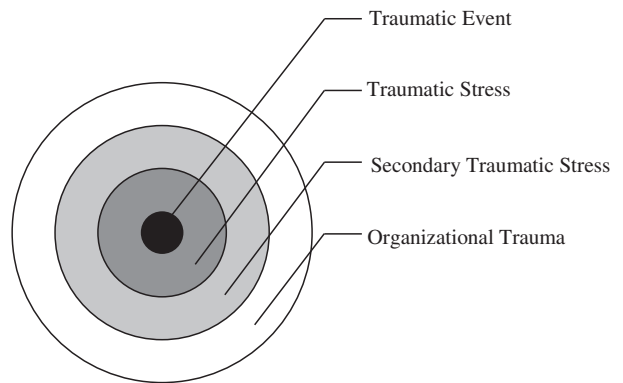 Traumatic Event
Traumatic Stress
Secondary Traumatic Stress
Organizational Trauma